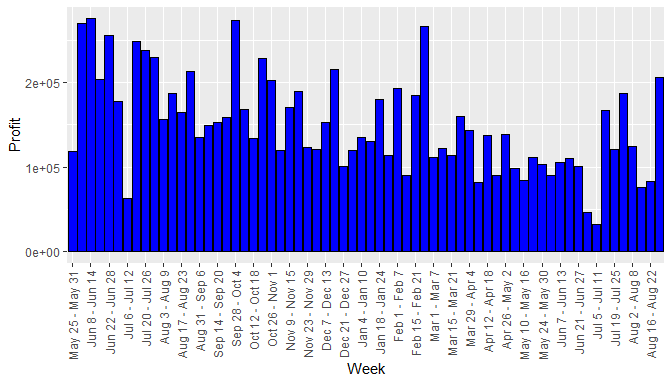 Profit
2e+05
1e+05
0e+00
May 25 - May 31
Jun 8 - Jun 14
Jun 22 - Jun 28
Jul 6 - Jul 12
Jul 20 - Jul 26
Aug 3 - Aug 9
Aug 17 - Aug 23
Aug 31 - Sep 6
Sep 14 - Sep 20
Sep 28 - Oct 4
Oct 12 - Oct 18
Oct 26 - Nov 1
Nov 9 - Nov 15
Nov 23 - Nov 29
Dec 7 - Dec 13
Dec 21 - Dec 27
Jan 4 - Jan 10
Jan 18 - Jan 24
Feb 1 - Feb 7
Feb 15 - Feb 21
Mar 1 - Mar 7
Mar 15 - Mar 21
Mar 29 - Apr 4
Apr 12 - Apr 18
Apr 26 - May 2
May 10 - May 16
May 24 - May 30
Jun 7 - Jun 13
Jun 21 - Jun 27
Jul 5 - Jul 11
Jul 19 - Jul 25
Aug 2 - Aug 8
Aug 16 - Aug 22
Week